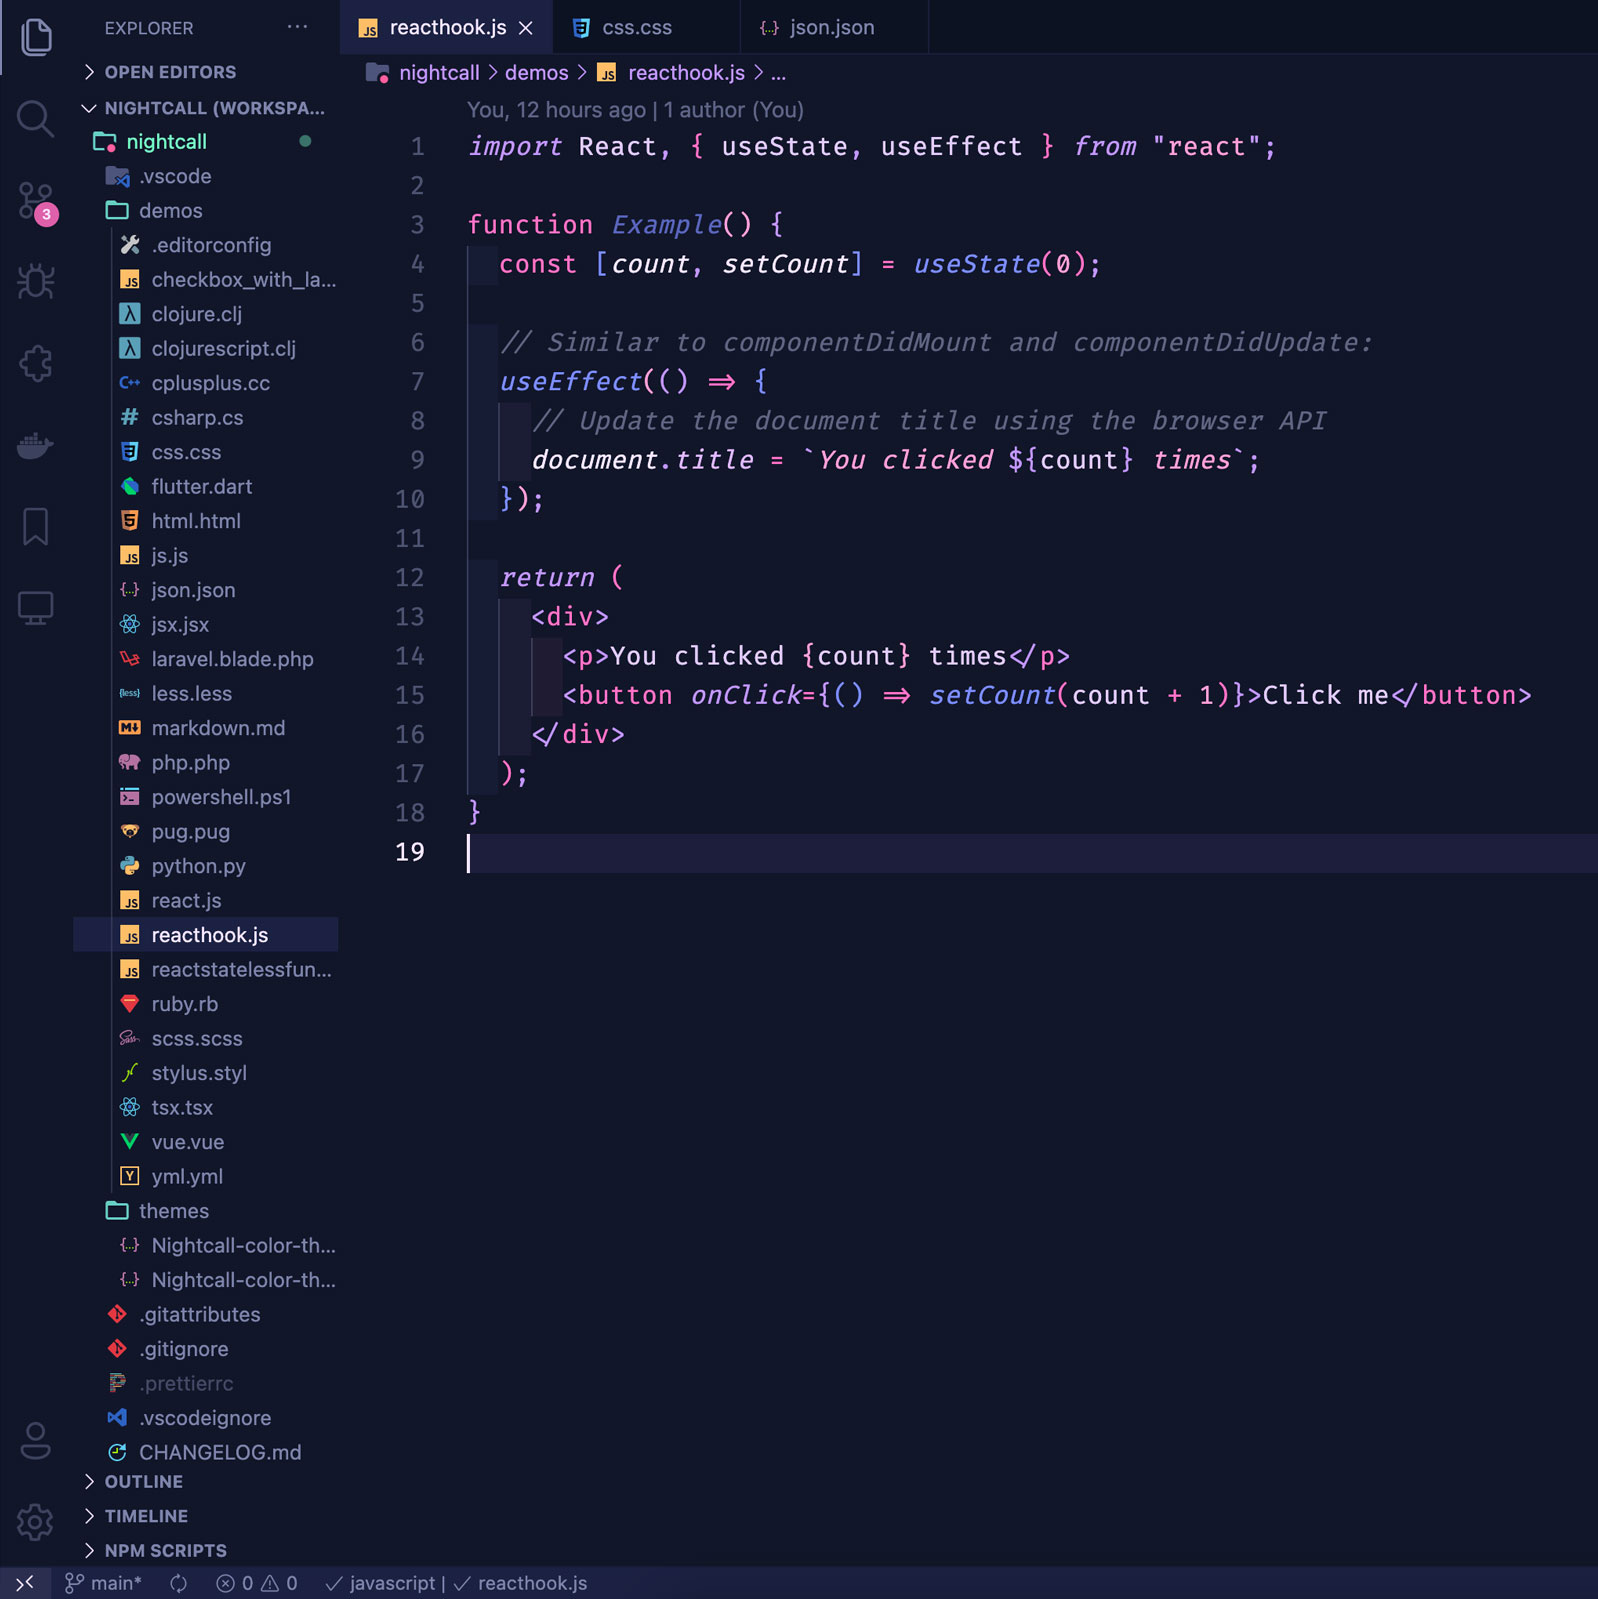 EXPLORER ...
OPEN EDITORS
NIGHTCALL (WORKSPA...
nightcall
.vscode
demos
.editorconfig
checkbox_with_la...
clojure.clj
clojurescript.clj
cplusplus.cc
csharp.cs
css.css
flutter.dart
html.html
js.js
json.json
jsx.jsx
laravel.blade.php
less.less
markdown.md
php.php
powershell.ps1
pug.pug
python.py
react.js
reacthook.js
reactstatelessfun...
ruby.rb
scss.scss
stylus.styl
tsx.tsx
vue.vue
yml.yml
themes
Nightcall-color-th...
Nightcall-color-th...
.gitattributes
.gitignore
.prettierrc
.vscodeignore
CHANGELOG.md
OUTLINE
TIMELINE
NPM SCRIPTS
3
reacthook.js css.css json.json
nightcall > demos > reacthook.js > ...
You, 12 hours ago | 1 author (You)
1 import React, { useState, useEffect } from "react";
2
3 function Example() {
4 const [count, setCount] = useState(0);
5
6 // Similar to componentDidMount and componentDidUpdate:
7 useEffect(() => {
8 // Update the document title using the browser API
9 document.title = `You clicked ${count} times`;
10 });
11
12 return (
13 <div>
14 <p>You clicked {count} times</p>
15 <button onClick={() => setCount(count + 1)}>Click me</button>
16 </div>
17 );
18 }
19
main* 0 0 javascript | reacthook.js